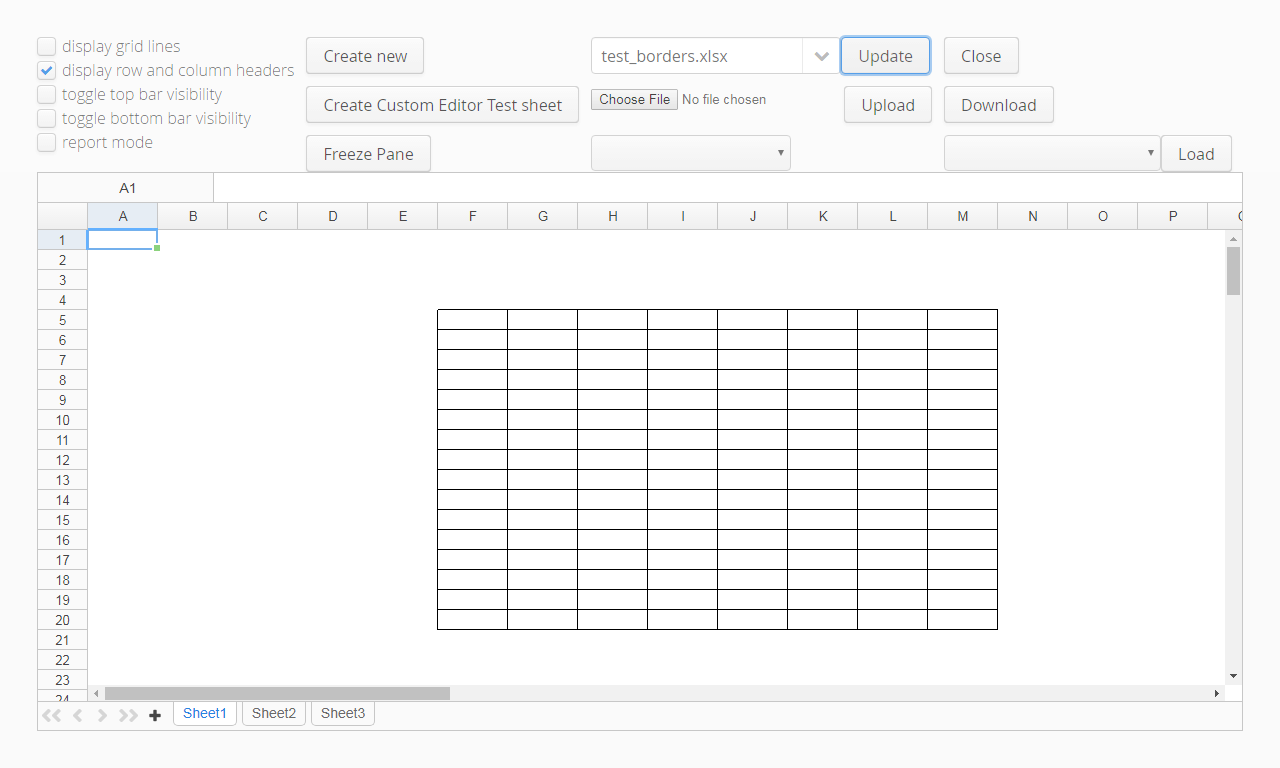 display grid lines
display row and column headers
toggle top bar visibility
toggle bottom bar visibility
report mode
Create new
test_borders.xlsx
Update
Close
Create Custom Editor Test sheet
Choose File No file chosen
Upload
Download
Freeze Pane
Load
A1
A B C D E F G H I J K L M N O P
1
2
3
4
5
6
7
8
9
10
11
12
13
14
15
16
17
18
19
20
21
22
23
24
Sheet1 Sheet2 Sheet3